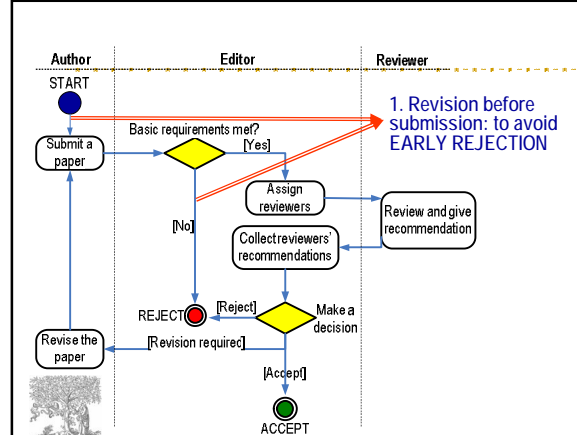 Author
Editor
Reviewer
START
1. Revision before
submission: to avoid
EARLY REJECTION
Basic requirements met?
Submit a
paper
[Yes]
Assign
reviewers
Review and give
recommendation
[No]
Collect reviewers'
recommendations
REJECT
[Reject]
Make a
decision
Revise the
paper
[Revision required]
[Accept]
ACCEPT